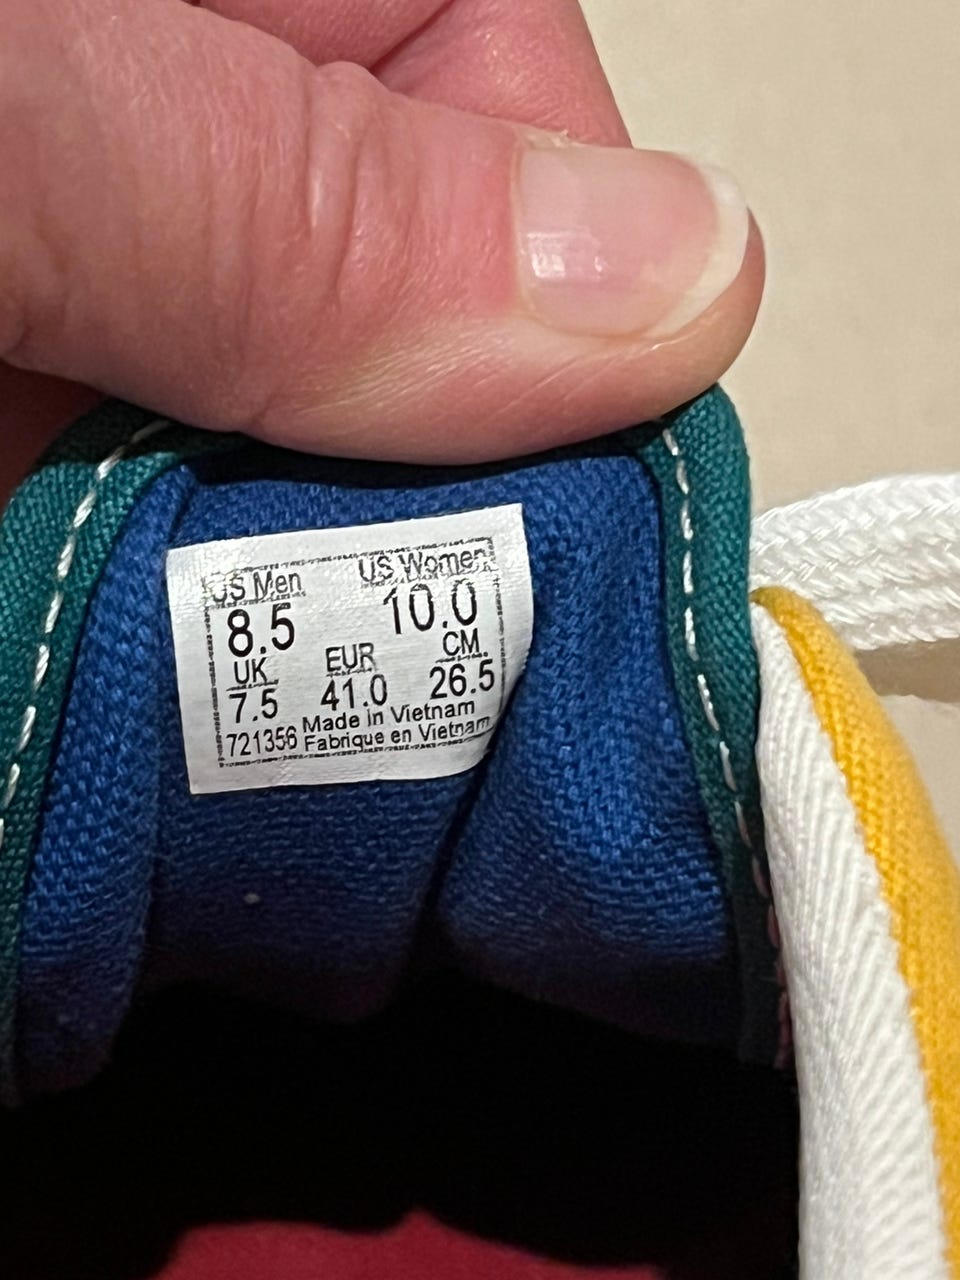 US Men US Women
8.5 10.0
UK EUR CM
7.5 41.0 26.5
721356 Made in Vietnam
Fabrique en Vietnam